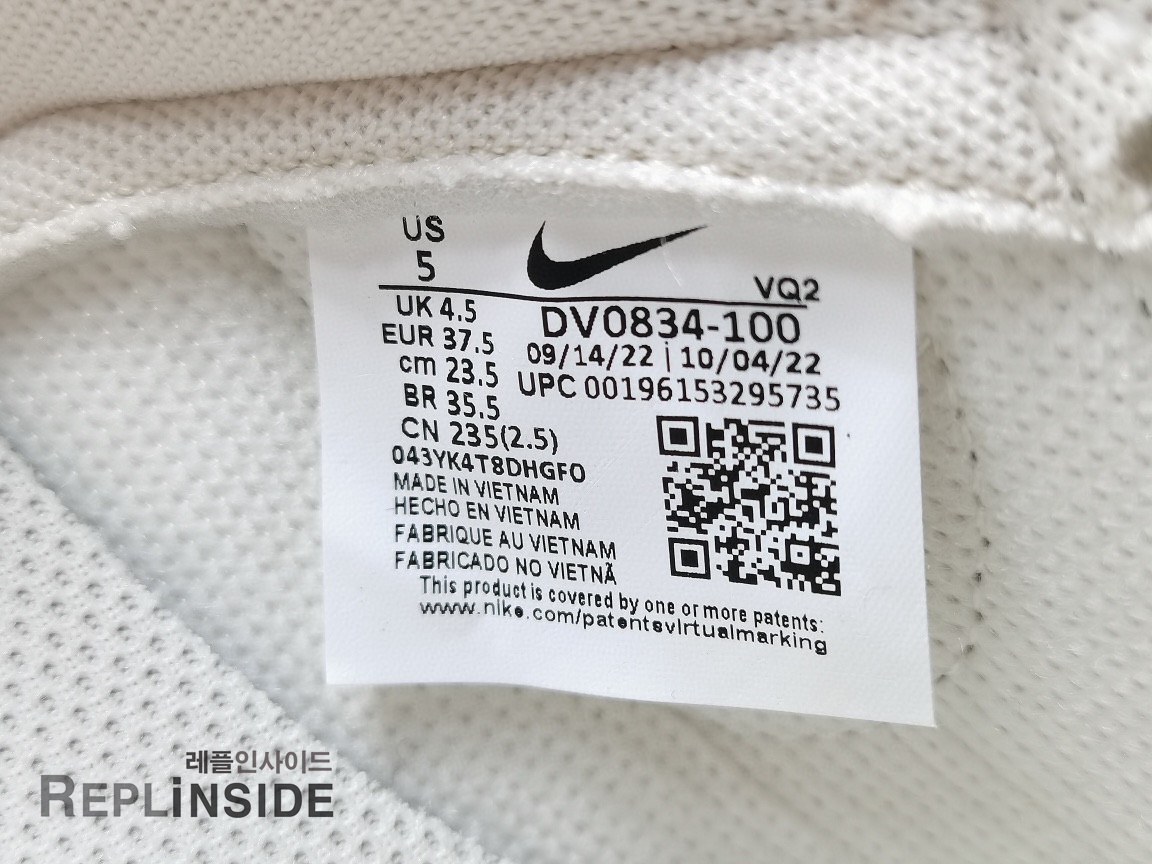 US
5
VQ2
UK 4.5
DV0834-100
EUR 37.5
09/14/22 | 10/04/22
cm 23.5
UPC 00196153295735
BR 35.5
CN 235(2.5)
043YK4T8DHGFO
MADE IN VIETNAM
HECHO EN VIETNAM
FABRIQUE AU VIETNAM
FABRICADO NO VIETNÃ
This product is covered by one or more patents:
www.nike.com/patentsvirtualmarking
레플인사이드
REPLiNSIDE